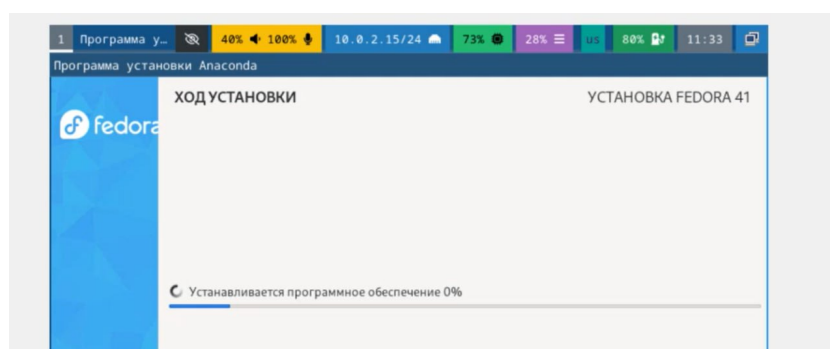 1 Программа у… 40% 100% 10.0.2.15/24 73% 28% us 80% 11:33
Программа установки Anaconda
ХОД УСТАНОВКИ УСТАНОВКА FEDORA 41
fedora
Устанавливается программное обеспечение 0%